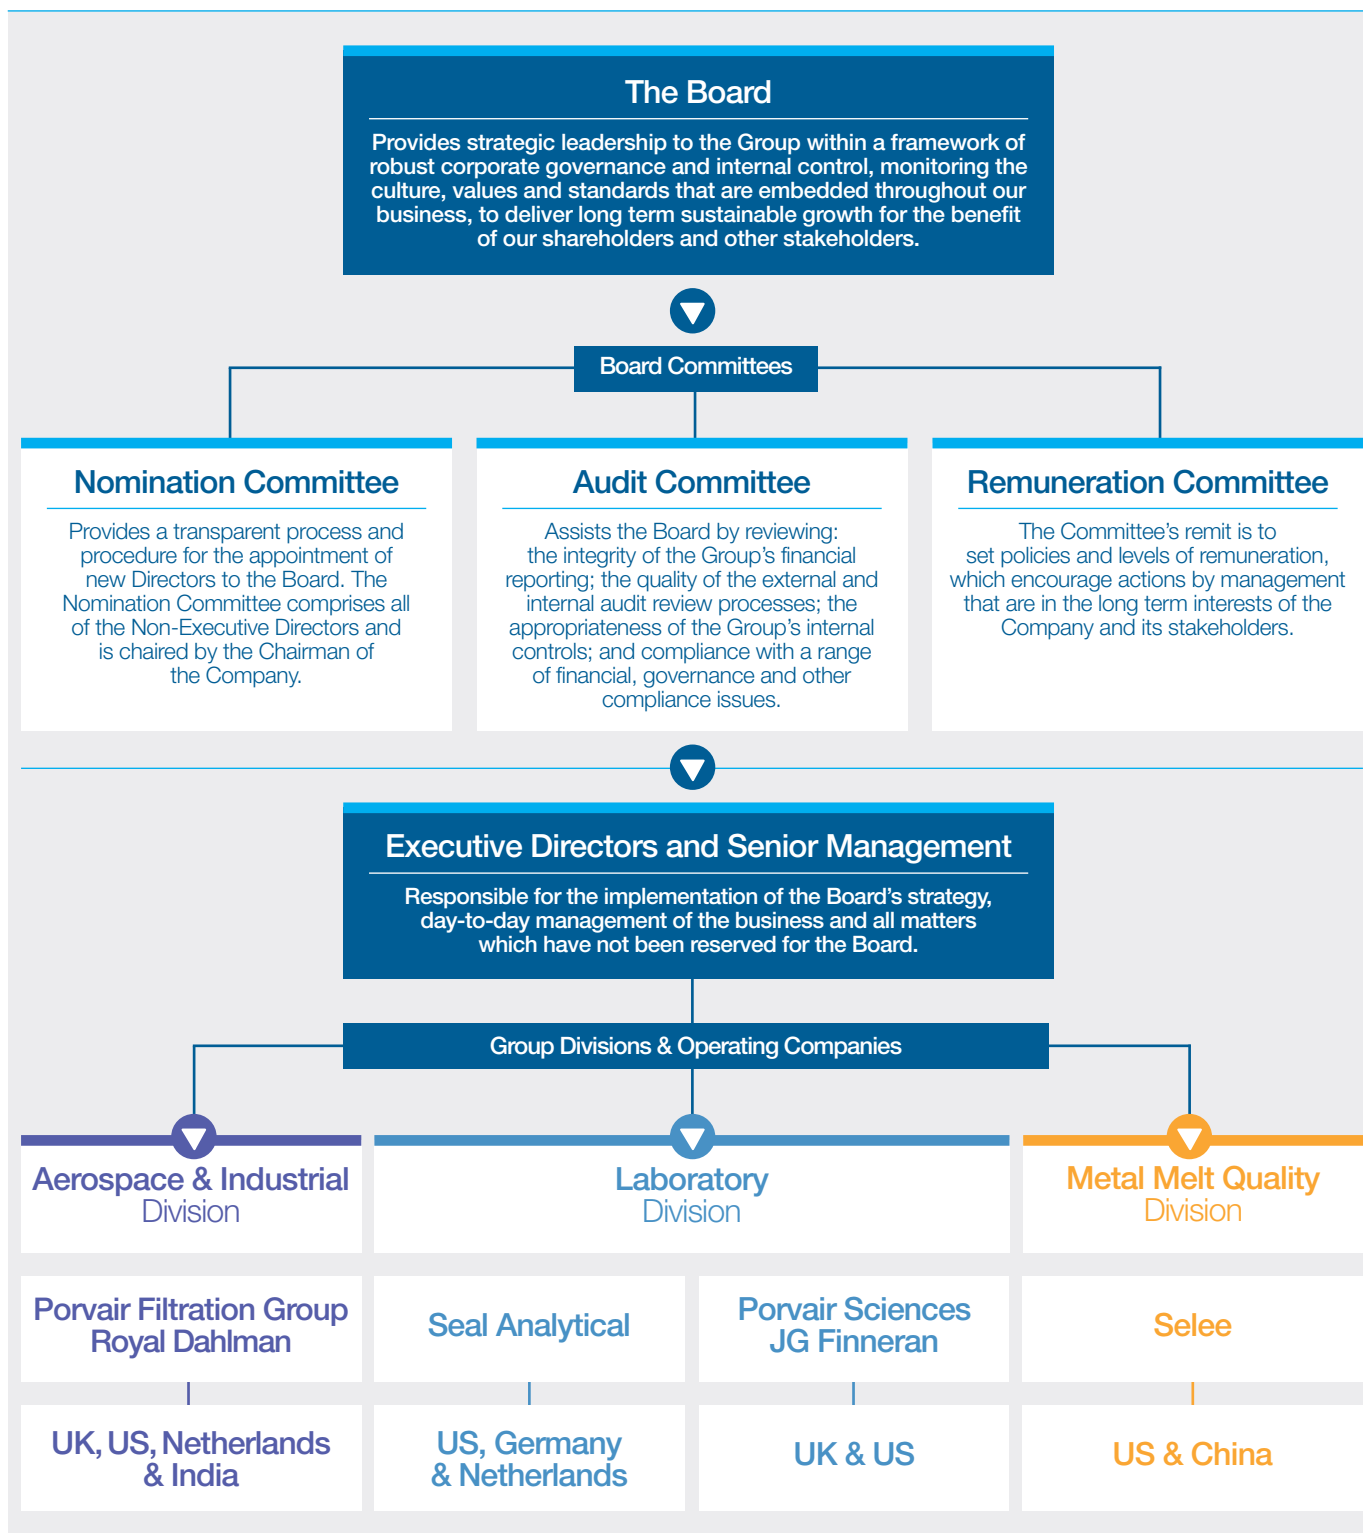 The Board
Provides strategic leadership to the Group within a framework of
robust corporate governance and internal control, monitoring the
culture, values and standards that are embedded throughout our
business, to deliver long term sustainable growth for the benefit
of our shareholders and other stakeholders.
Board Committees
Nomination Committee
Provides a transparent process and
procedure for the appointment of
new Directors to the Board. The
Nomination Committee comprises all
of the Non-Executive Directors and
is chaired by the Chairman of
the Company.
Audit Committee
Assists the Board by reviewing:
the integrity of the Group’s financial
reporting; the quality of the external and
internal audit review processes; the
appropriateness of the Group’s internal
controls; and compliance with a range
of financial, governance and other
compliance issues.
Remuneration Committee
The Committee’s remit is to
set policies and levels of remuneration,
which encourage actions by management
that are in the long term interests of the
Company and its stakeholders.
Executive Directors and Senior Management
Responsible for the implementation of the Board’s strategy,
day-to-day management of the business and all matters
which have not been reserved for the Board.
Group Divisions & Operating Companies
Aerospace & Industrial
Division
Laboratory
Division
Metal Melt Quality
Division
Porvair Filtration Group
Royal Dahlman
Seal Analytical
Porvair Sciences
JG Finneran
Selee
UK, US, Netherlands
& India
US, Germany
& Netherlands
UK & US
US & China